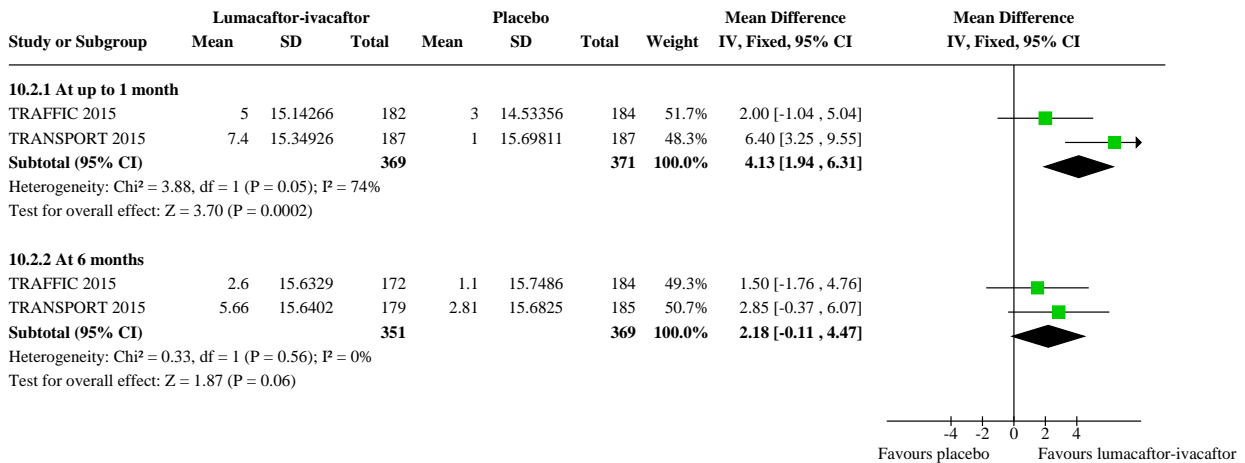 Lumacaftor-ivacaftor Placebo Mean Difference Mean Difference
Study or Subgroup Mean SD Total Mean SD Total Weight IV, Fixed, 95% CI IV, Fixed, 95% CI
10.2.1 At up to 1 month
TRAFFIC 2015 5 15.14266 182 3 14.53356 184 51.7% 2.00 [-1.04 , 5.04]
TRANSPORT 2015 7.4 15.34926 187 1 15.69811 187 48.3% 6.40 [3.25 , 9.55]
Subtotal (95% CI) 369 371 100.0% 4.13 [1.94 , 6.31]
Heterogeneity: Chi² = 3.88, df = 1 (P = 0.05); I² = 74%
Test for overall effect: Z = 3.70 (P = 0.0002)
10.2.2 At 6 months
TRAFFIC 2015 2.6 15.6329 172 1.1 15.7486 184 49.3% 1.50 [-1.76 , 4.76]
TRANSPORT 2015 5.66 15.6402 179 2.81 15.6825 185 50.7% 2.85 [-0.37 , 6.07]
Subtotal (95% CI) 351 369 100.0% 2.18 [-0.11 , 4.47]
Heterogeneity: Chi² = 0.33, df = 1 (P = 0.56); I² = 0%
Test for overall effect: Z = 1.87 (P = 0.06)
-4 -2 0 2 4
Favours placebo Favours lumacaftor-ivacaftor